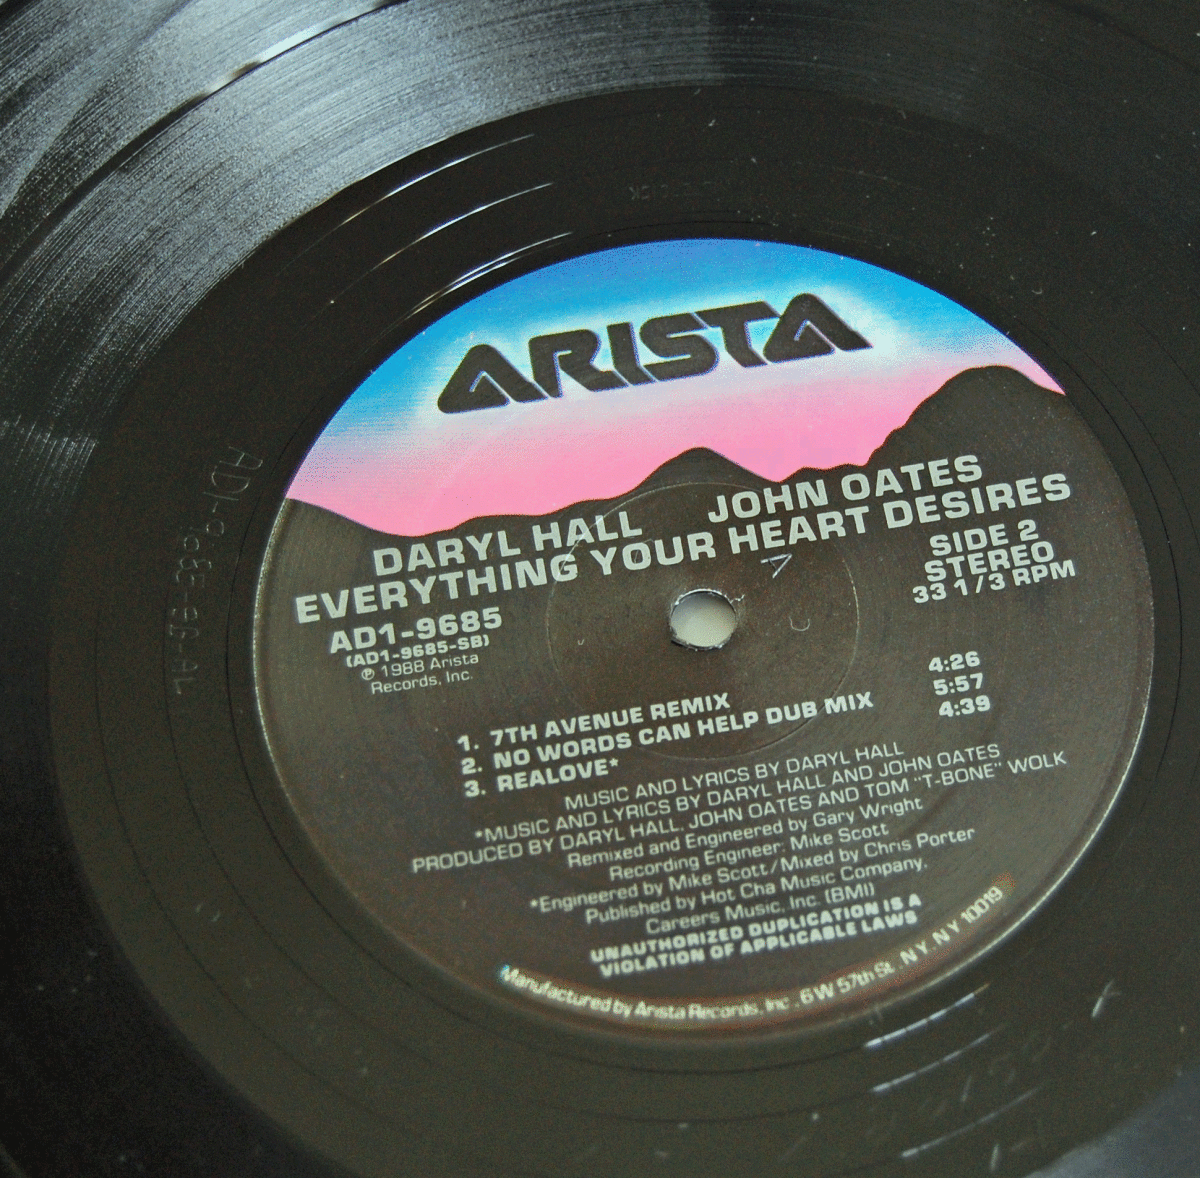 ARISTA
DARYL HALL JOHN OATES
EVERYTHING YOUR HEART DESIRES
AD1-9685
(AD1-9685-SB)
℗ 1988 Arista
Records, Inc.
SIDE 2
STEREO
33 1/3 RPM
1. 7TH AVENUE REMIX 4:26
2. NO WORDS CAN HELP DUB MIX 5:57
3. REALOVE* 4:39
MUSIC AND LYRICS BY DARYL HALL
*MUSIC AND LYRICS BY DARYL HALL AND JOHN OATES
PRODUCED BY DARYL HALL, JOHN OATES AND TOM "T-BONE" WOLK
Remixed and Engineered by Gary Wright
Recording Engineer: Mike Scott
*Engineered by Mike Scott/Mixed by Chris Porter
Published by Hot Cha Music Company.
Careers Music, Inc. (BMI)
UNAUTHORIZED DUPLICATION IS A
VIOLATION OF APPLICABLE LAWS
Manufactured by Arista Records, Inc., 6 W 57th St., N.Y., N.Y. 10019